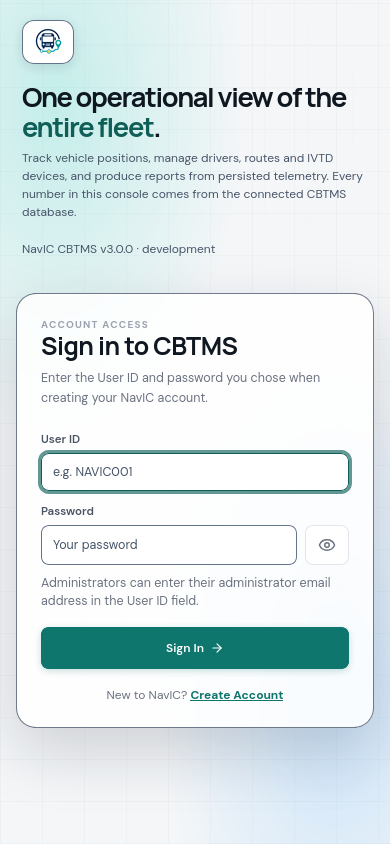 One operational view of the
entire fleet.
Track vehicle positions, manage drivers, routes and IVTD
devices, and produce reports from persisted telemetry. Every
number in this console comes from the connected CBTMS
database.
NavIC CBTMS v3.0.0 · development
ACCOUNT ACCESS
Sign in to CBTMS
Enter the User ID and password you chose when
creating your NavIC account.
User ID
e.g. NAVIC001
Password
Your password
Administrators can enter their administrator email
address in the User ID field.
Sign In →
New to NavIC? Create Account